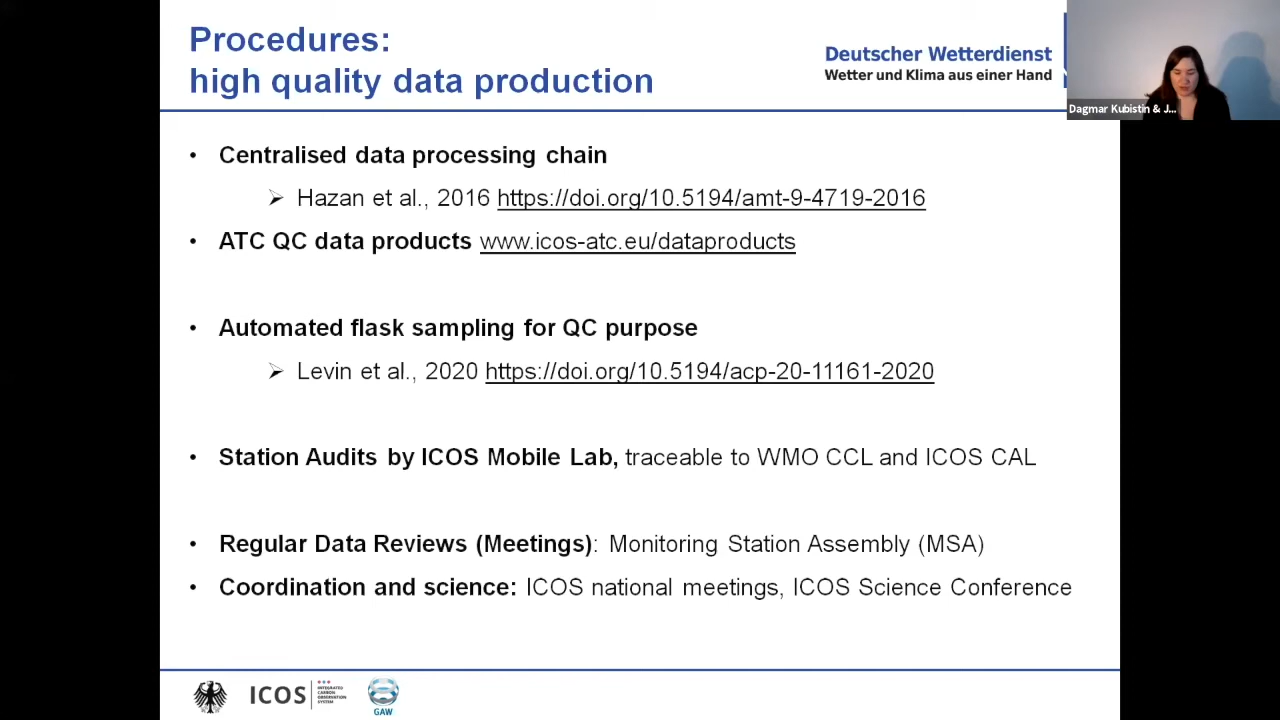 Procedures:
high quality data production
Deutscher Wetterdienst
Wetter und Klima aus einer Hand
Dagmar Kubistin & J...
• Centralised data processing chain
➢ Hazan et al., 2016 https://doi.org/10.5194/amt-9-4719-2016
• ATC QC data products www.icos-atc.eu/dataproducts
• Automated flask sampling for QC purpose
➢ Levin et al., 2020 https://doi.org/10.5194/acp-20-11161-2020
• Station Audits by ICOS Mobile Lab, traceable to WMO CCL and ICOS CAL
• Regular Data Reviews (Meetings): Monitoring Station Assembly (MSA)
• Coordination and science: ICOS national meetings, ICOS Science Conference
ICOS
INTEGRATED
CARBON
OBSERVATION
SYSTEM
GAW